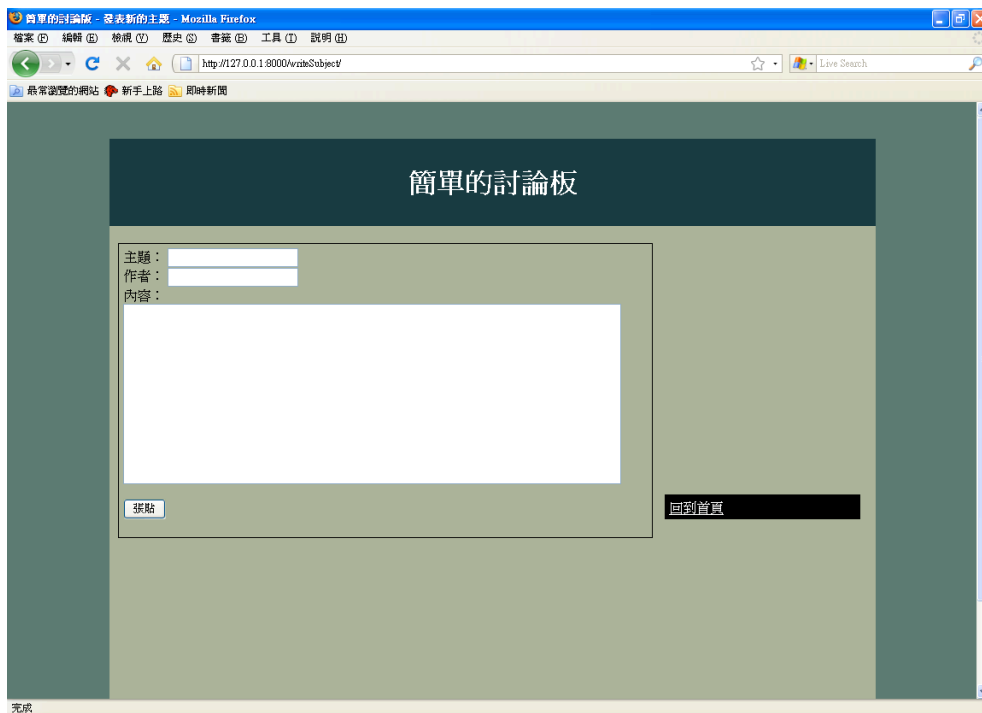 簡單的討論版 - 發表新的主題 - Mozilla Firefox
檔案(F) 編輯(E) 檢視(V) 歷史(S) 書籤(B) 工具(T) 說明(H)
http://127.0.0.1:8000/writeSubject/ Live Search
最常瀏覽的網站 新手上路 即時新聞
簡單的討論板
主題：
作者：
內容：
張貼
回到首頁
完成